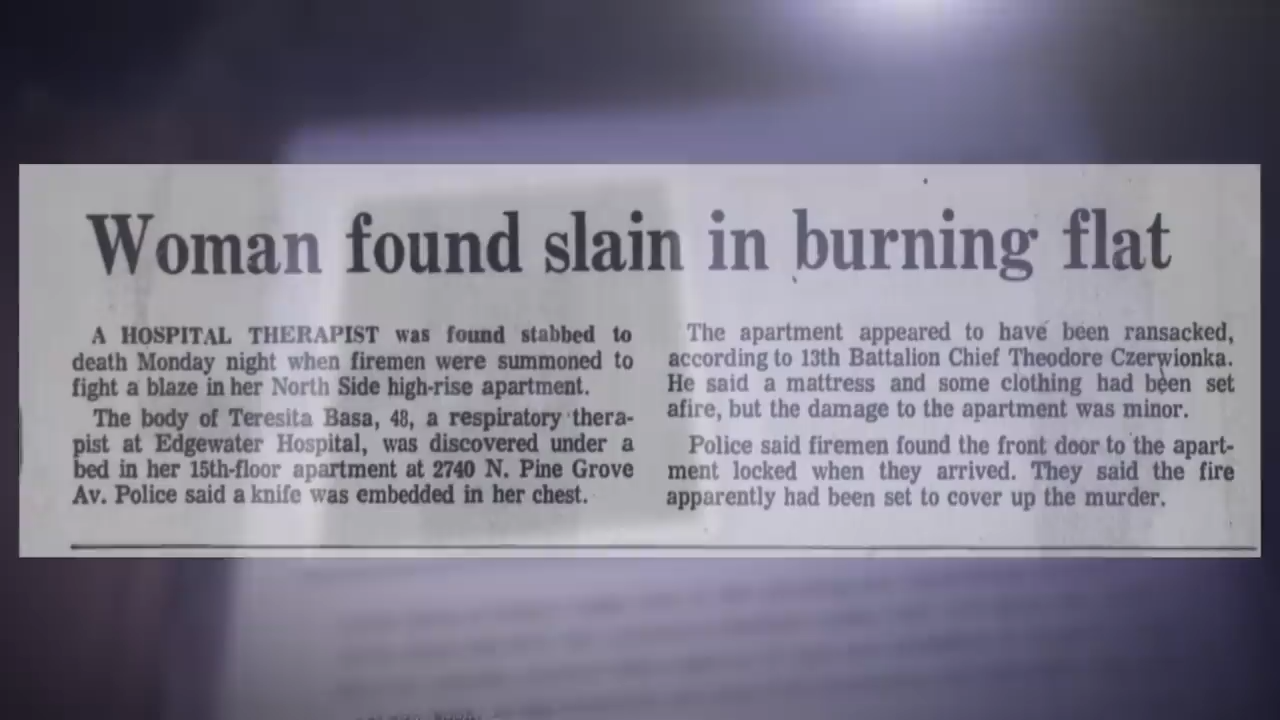 Woman found slain in burning flat
A HOSPITAL THERAPIST was found stabbed to
death Monday night when firemen were summoned to
fight a blaze in her North Side high-rise apartment.
The body of Teresita Basa, 48, a respiratory thera-
pist at Edgewater Hospital, was discovered under a
bed in her 15th-floor apartment at 2740 N. Pine Grove
Av. Police said a knife was embedded in her chest.
The apartment appeared to have been ransacked,
according to 13th Battalion Chief Theodore Czerwionka.
He said a mattress and some clothing had been set
afire, but the damage to the apartment was minor.
Police said firemen found the front door to the apart-
ment locked when they arrived. They said the fire
apparently had been set to cover up the murder.